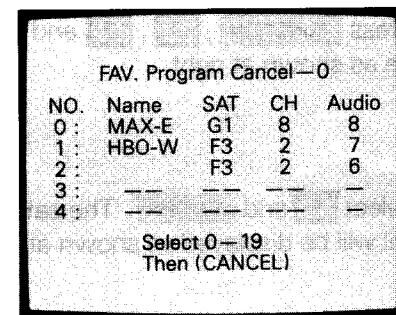 FAV. Program Cancel—0
NO. Name SAT CH Audio
0 : MAX-E G1 8 8
1 : HBO-W F3 2 7
2 : F3 2 6
3 : —— —— — —
4 : —— —— — —
Select 0—19
Then (CANCEL)